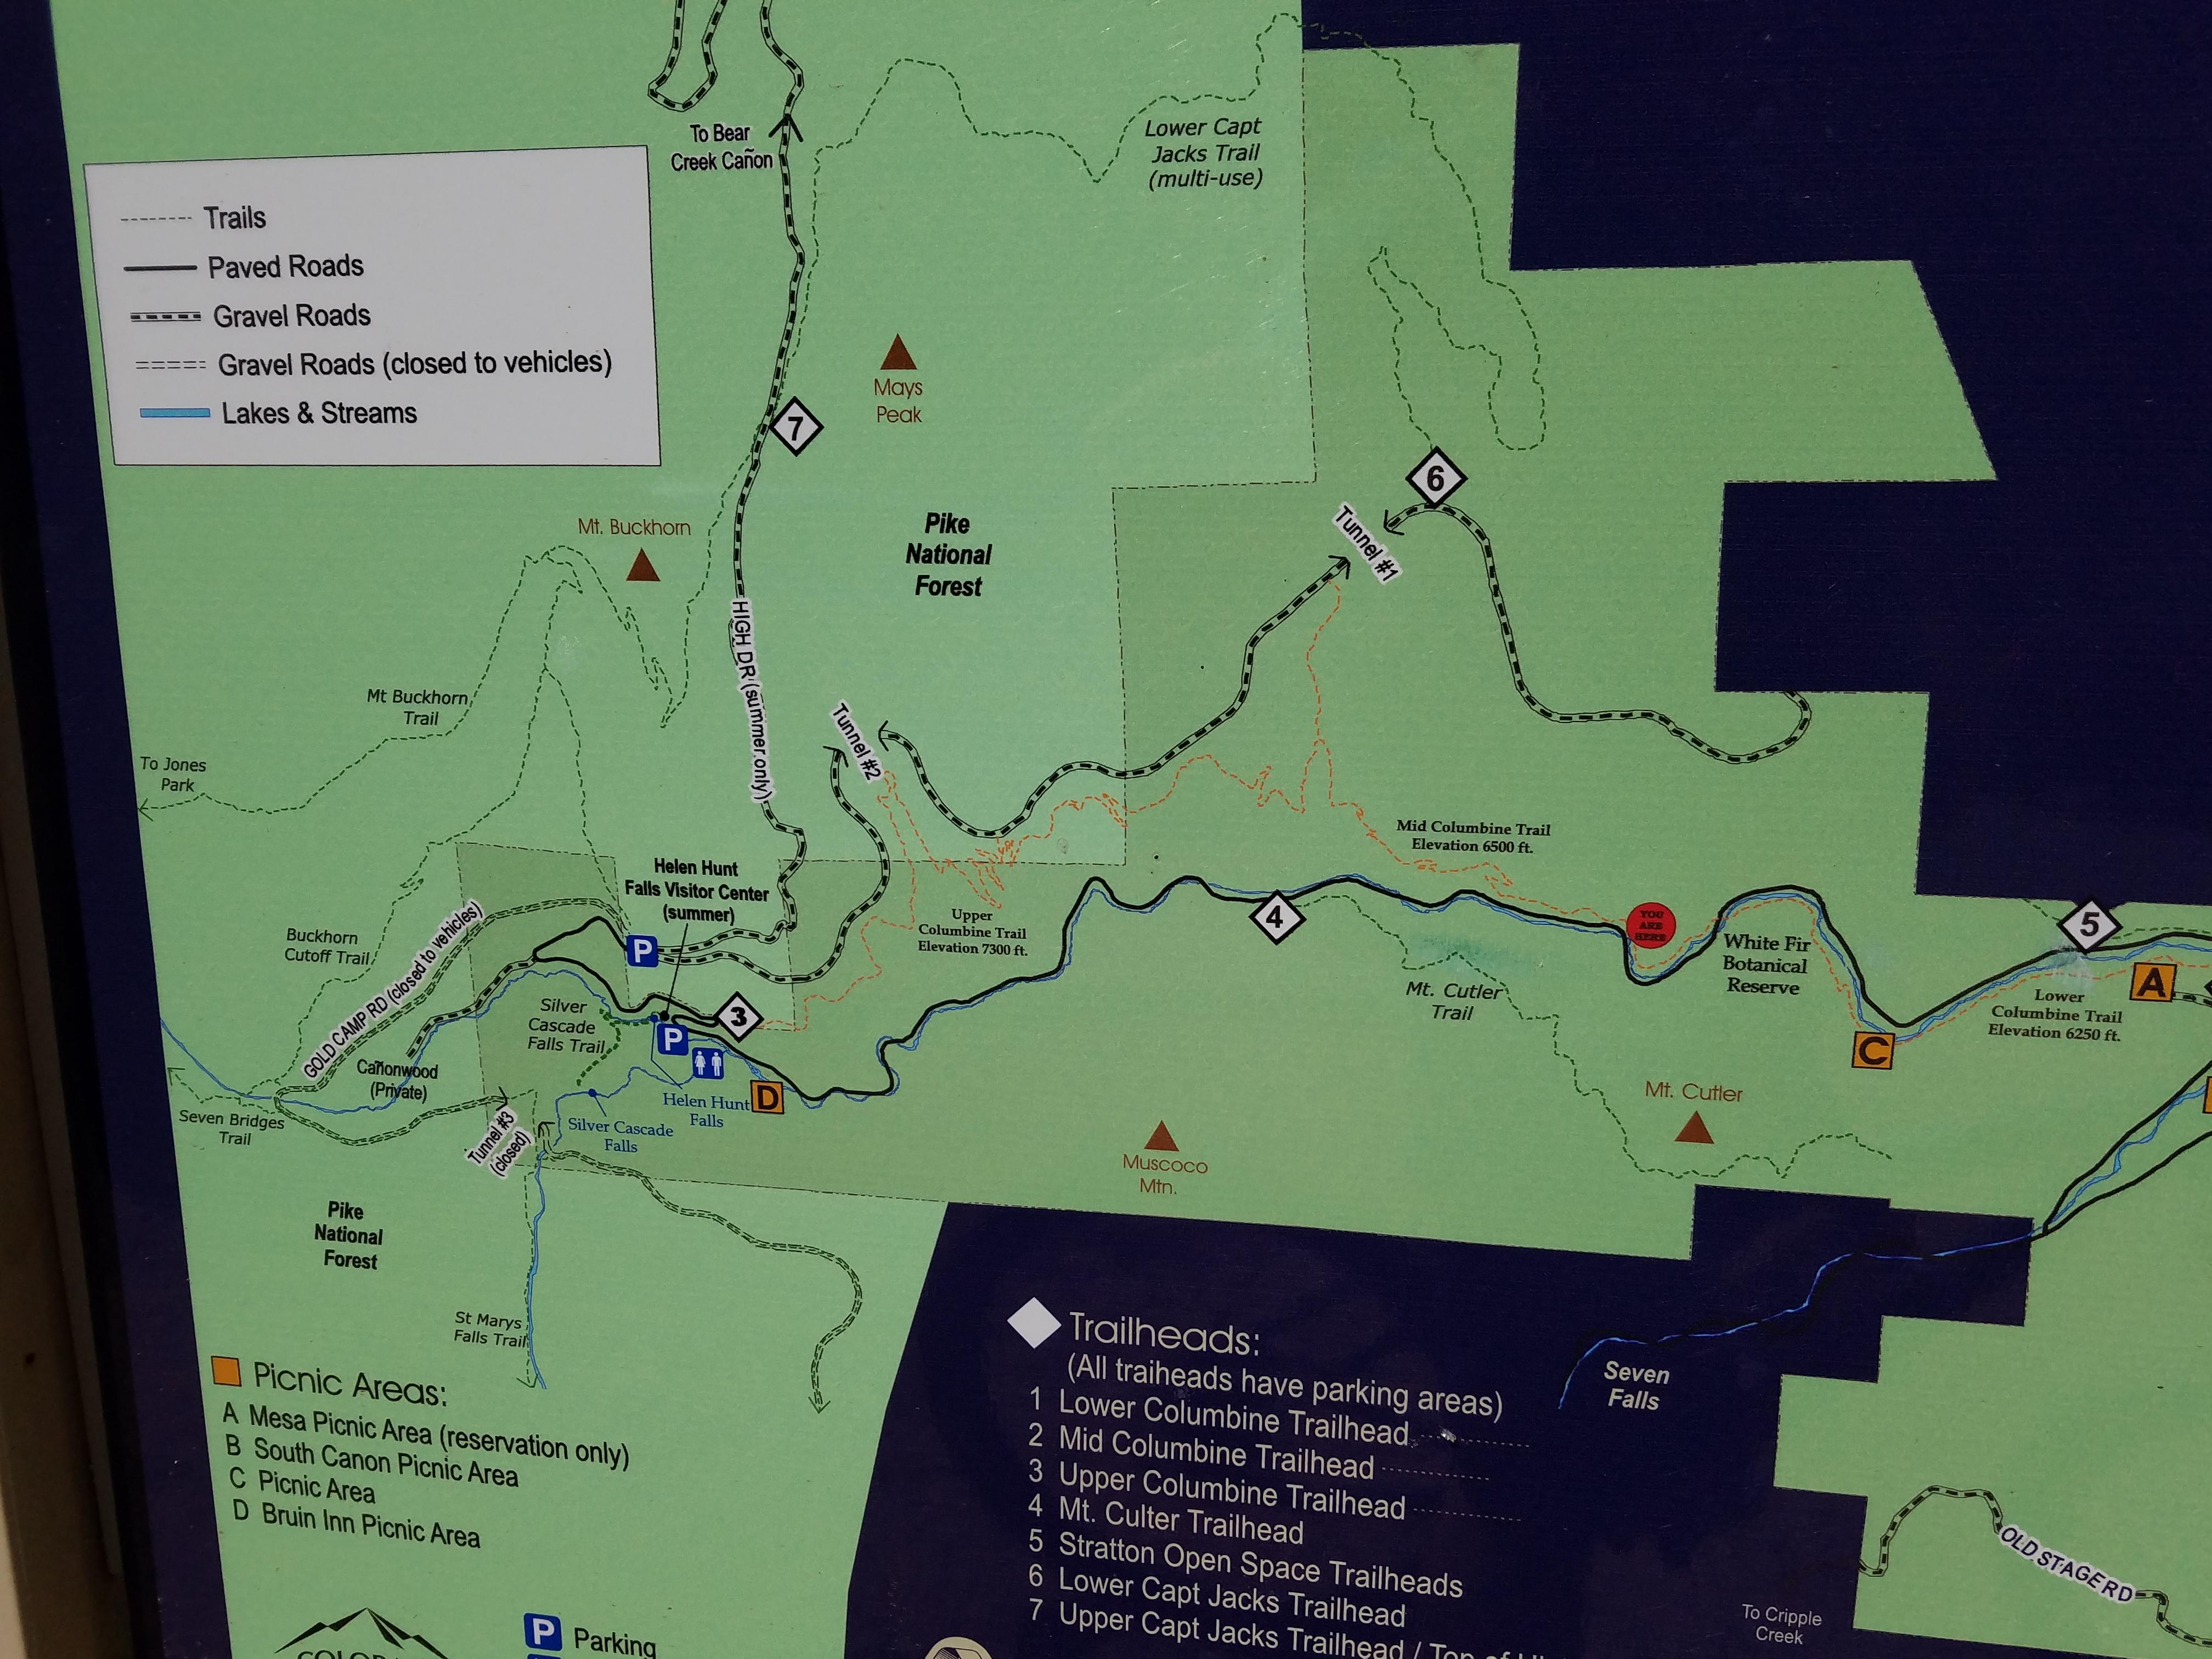 Lakes & Streams
Gravel Roads (closed to vehicles)
Gravel Roads
Paved Roads
Trails
To Bear
Creek Cañon
Lower Capt
Jacks Trail
(multi-use)
Mays
Peak
7
Mt. Buckhorn
6
Tunnel #1
Pike
National
Forest
HIGH DR (summer only)
Mt Buckhorn
Trail
To Jones
Park
Tunnel #2
Helen Hunt
Falls Visitor Center
(summer)
Mid Columbine Trail
Elevation 6500 ft.
Buckhorn
Cutoff Trail
GOLD CAMP RD (closed to vehicles)
P
Upper
Columbine Trail
Elevation 7300 ft.
4
YOU
ARE
HERE
5
White Fir
Botanical
Reserve
Mt. Cutler
Trail
3
P
Silver
Cascade
Falls Trail
Cañonwood
(Private)
Lower
Columbine Trail
Elevation 6250 ft.
A
C
D
Mt. Cutler
Helen Hunt
Falls
Silver Cascade
Falls
Tunnel #3
(closed)
Seven Bridges
Trail
Muscoco
Mtn.
Pike
National
Forest
St Marys
Falls Trail
Seven
Falls
Trailheads:
(All traiheads have parking areas)
1 Lower Columbine Trailhead
2 Mid Columbine Trailhead
3 Upper Columbine Trailhead
4 Mt. Culter Trailhead
5 Stratton Open Space Trailheads
6 Lower Capt Jacks Trailhead
7 Upper Capt Jacks Trailhead / Top of
Picnic Areas:
A Mesa Picnic Area (reservation only)
B South Canon Picnic Area
C Picnic Area
D Bruin Inn Picnic Area
P Parking
OLD STAGE RD
To Cripple
Creek